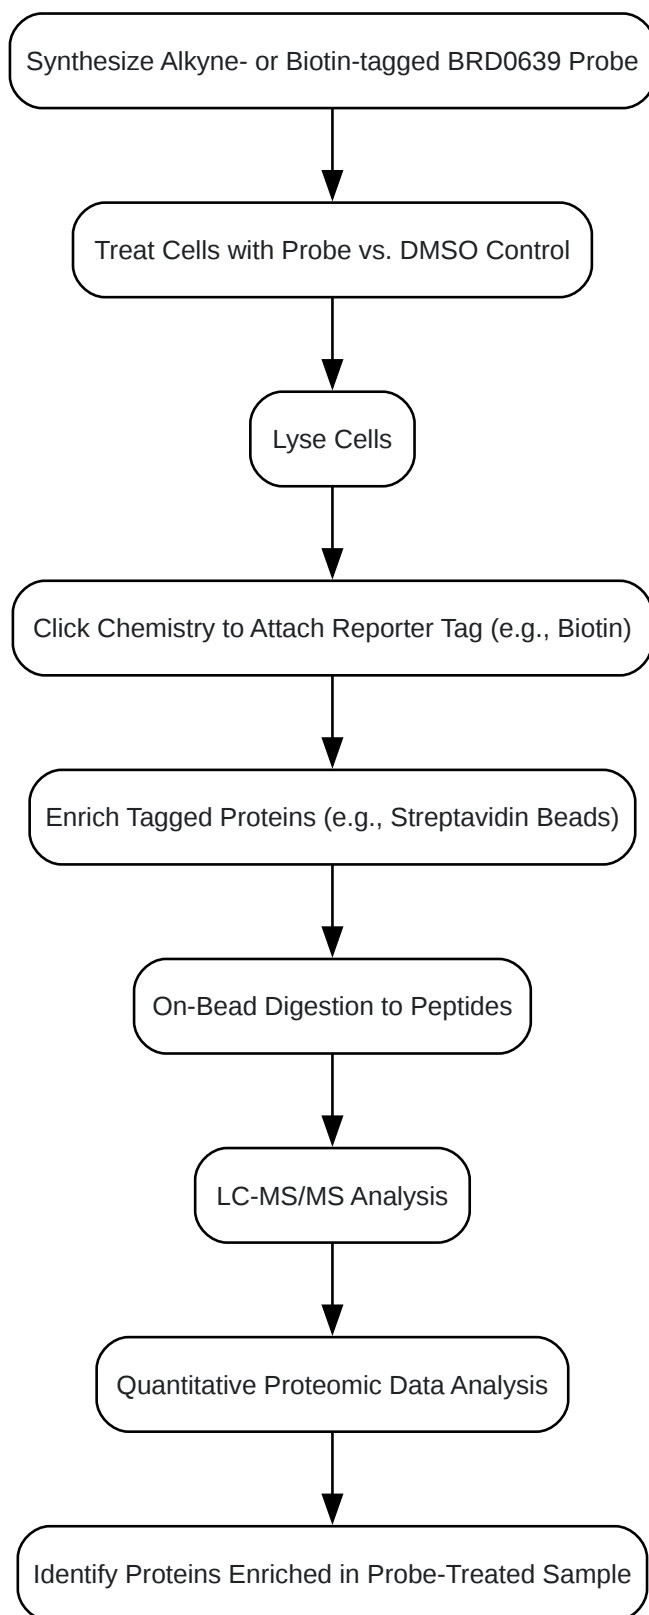 Synthesize Alkyne- or Biotin-tagged BRD0639 Probe
Treat Cells with Probe vs. DMSO Control
Lyse Cells
Click Chemistry to Attach Reporter Tag (e.g., Biotin)
Enrich Tagged Proteins (e.g., Streptavidin Beads)
On-Bead Digestion to Peptides
LC-MS/MS Analysis
Quantitative Proteomic Data Analysis
Identify Proteins Enriched in Probe-Treated Sample